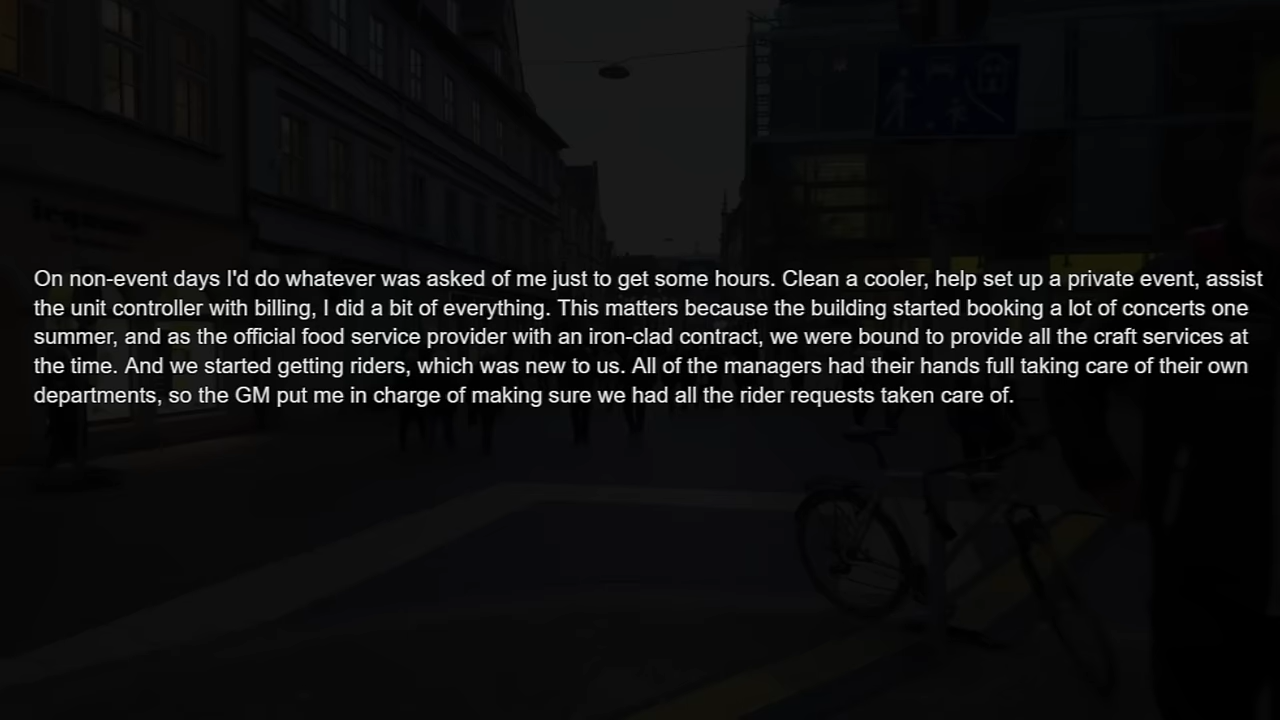 On non-event days I'd do whatever was asked of me just to get some hours. Clean a cooler, help set up a private event, assist
the unit controller with billing, I did a bit of everything. This matters because the building started booking a lot of concerts one
summer, and as the official food service provider with an iron-clad contract, we were bound to provide all the craft services at
the time. And we started getting riders, which was new to us. All of the managers had their hands full taking care of their own
departments, so the GM put me in charge of making sure we had all the rider requests taken care of.